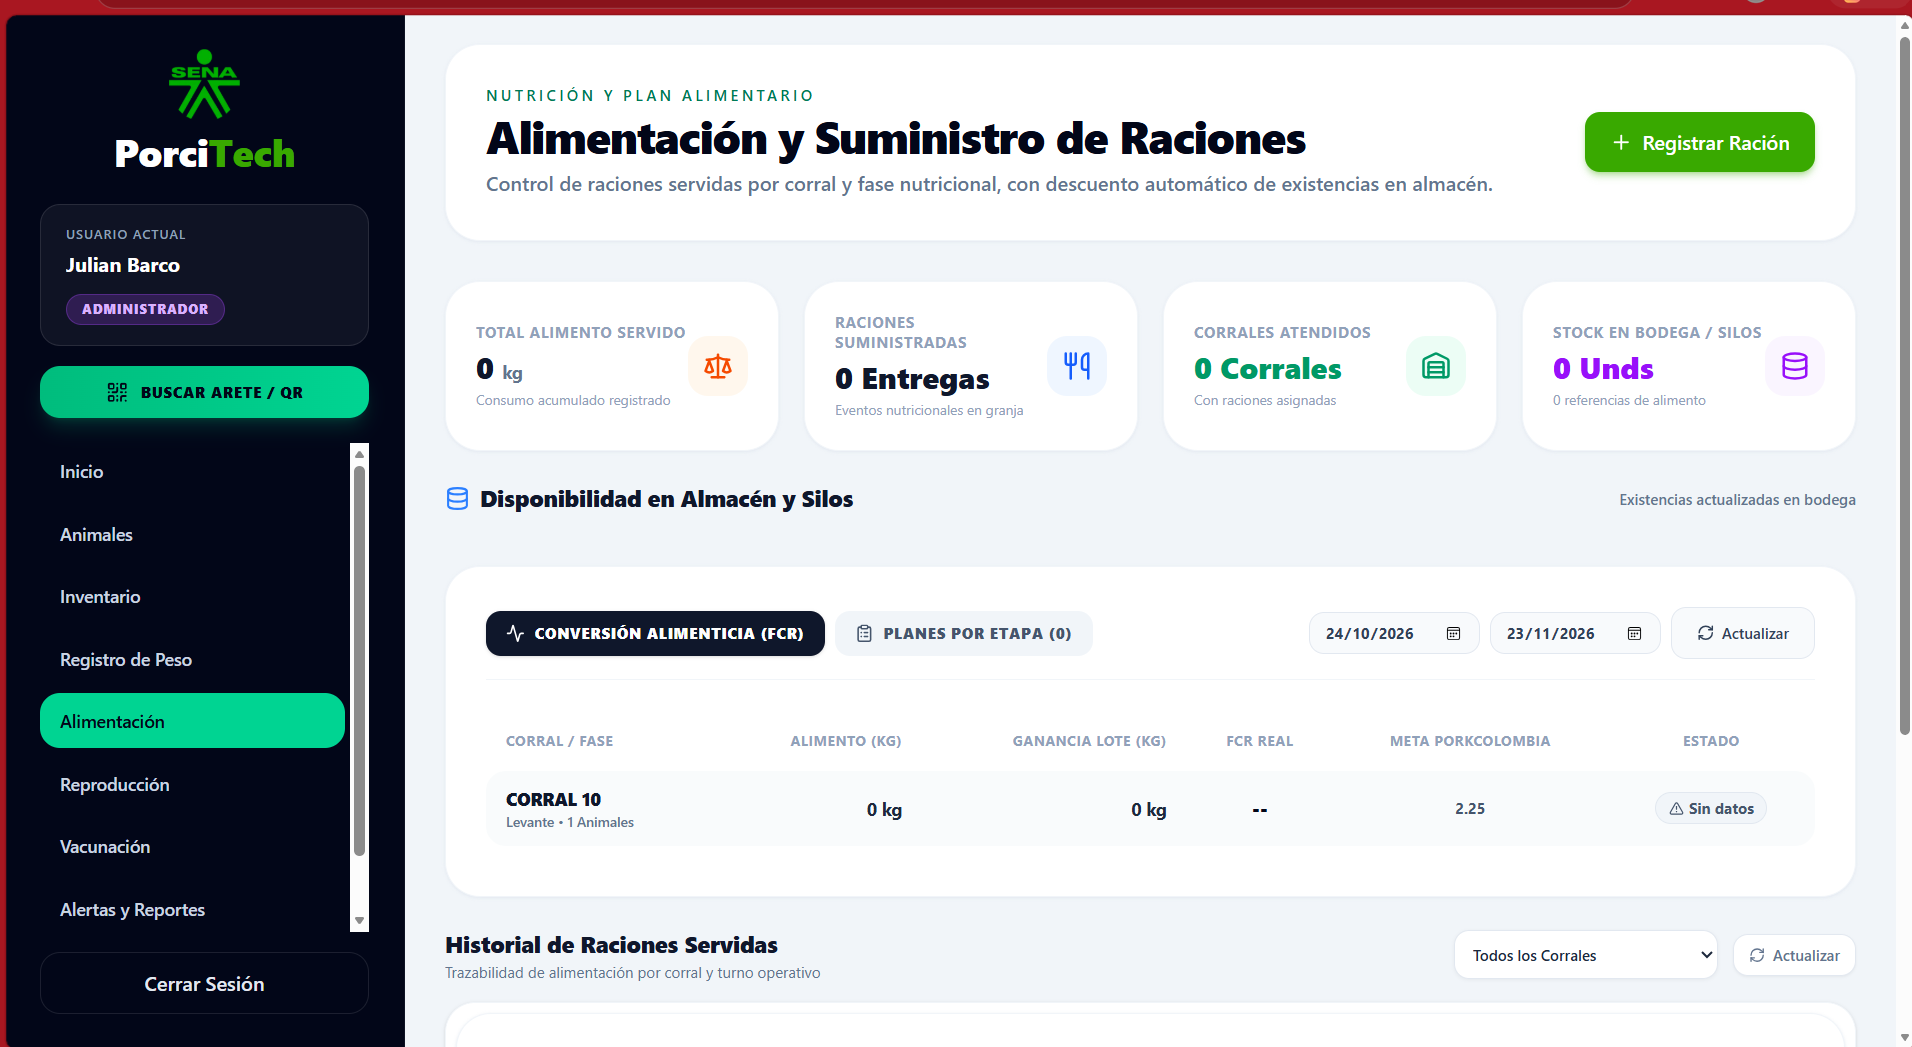 SENA
PorciTech
USUARIO ACTUAL
Julian Barco
ADMINISTRADOR
BUSCAR ARETE / QR
Inicio
Animales
Inventario
Registro de Peso
Alimentación
Reproducción
Vacunación
Alertas y Reportes
Cerrar Sesión
NUTRICIÓN Y PLAN ALIMENTARIO
Alimentación y Suministro de Raciones
Control de raciones servidas por corral y fase nutricional, con descuento automático de existencias en almacén.
Registrar Ración
TOTAL ALIMENTO SERVIDO
0 kg
Consumo acumulado registrado
RACIONES
SUMINISTRADAS
0 Entregas
Eventos nutricionales en granja
CORRALES ATENDIDOS
0 Corrales
Con raciones asignadas
STOCK EN BODEGA / SILOS
0 Unds
0 referencias de alimento
Disponibilidad en Almacén y Silos
Existencias actualizadas en bodega
CONVERSIÓN ALIMENTICIA (FCR)
PLANES POR ETAPA (0)
24/10/2026
23/11/2026
Actualizar
CORRAL / FASE ALIMENTO (KG) GANANCIA LOTE (KG) FCR REAL META PORKCOLOMBIA ESTADO
CORRAL 10
Levante • 1 Animales
0 kg 0 kg -- 2.25 Sin datos
Historial de Raciones Servidas
Trazabilidad de alimentación por corral y turno operativo
Todos los Corrales
Actualizar